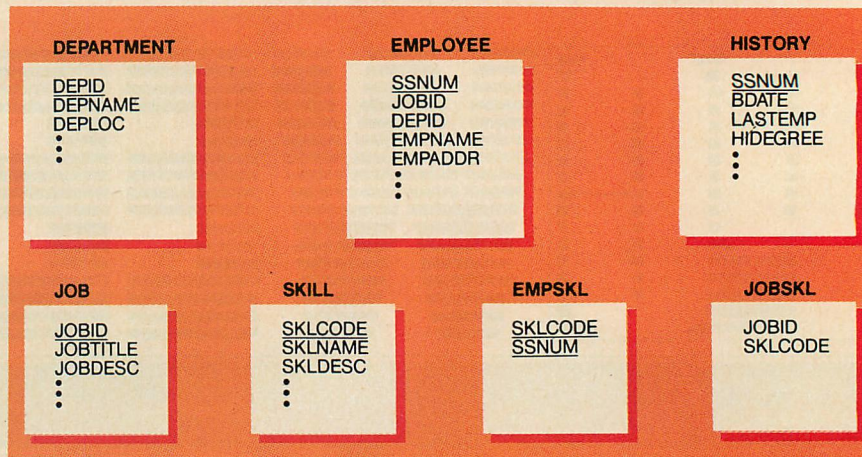 DEPARTMENT
DEPID
DEPNAME
DEPLOC
EMPLOYEE
SSNUM
JOBID
DEPID
EMPNAME
EMPADDR
HISTORY
SSNUM
BDATE
LASTEMP
HIDEGREE
JOB
JOBID
JOBTITLE
JOBDESC
SKILL
SKLCODE
SKLNAME
SKLDESC
EMPSKL
SKLCODE
SSNUM
JOBSKL
JOBID
SKLCODE